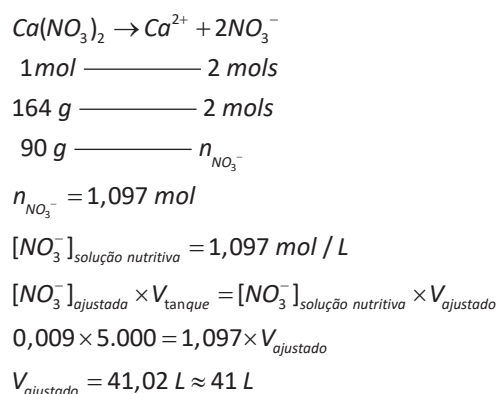 Ca(NO₃)₂ → Ca²⁺ + 2NO₃⁻
1mol ———— 2 mols
164 g ———— 2 mols
90 g ———— n_NO₃⁻
n_NO₃⁻ = 1,097 mol
[NO₃⁻]solução nutritiva = 1,097 mol / L
[NO₃⁻]ajustada × Vtanque = [NO₃⁻]solução nutritiva × Vajustado
0,009 × 5.000 = 1,097 × Vajustado
Vajustado = 41,02 L ≈ 41 L